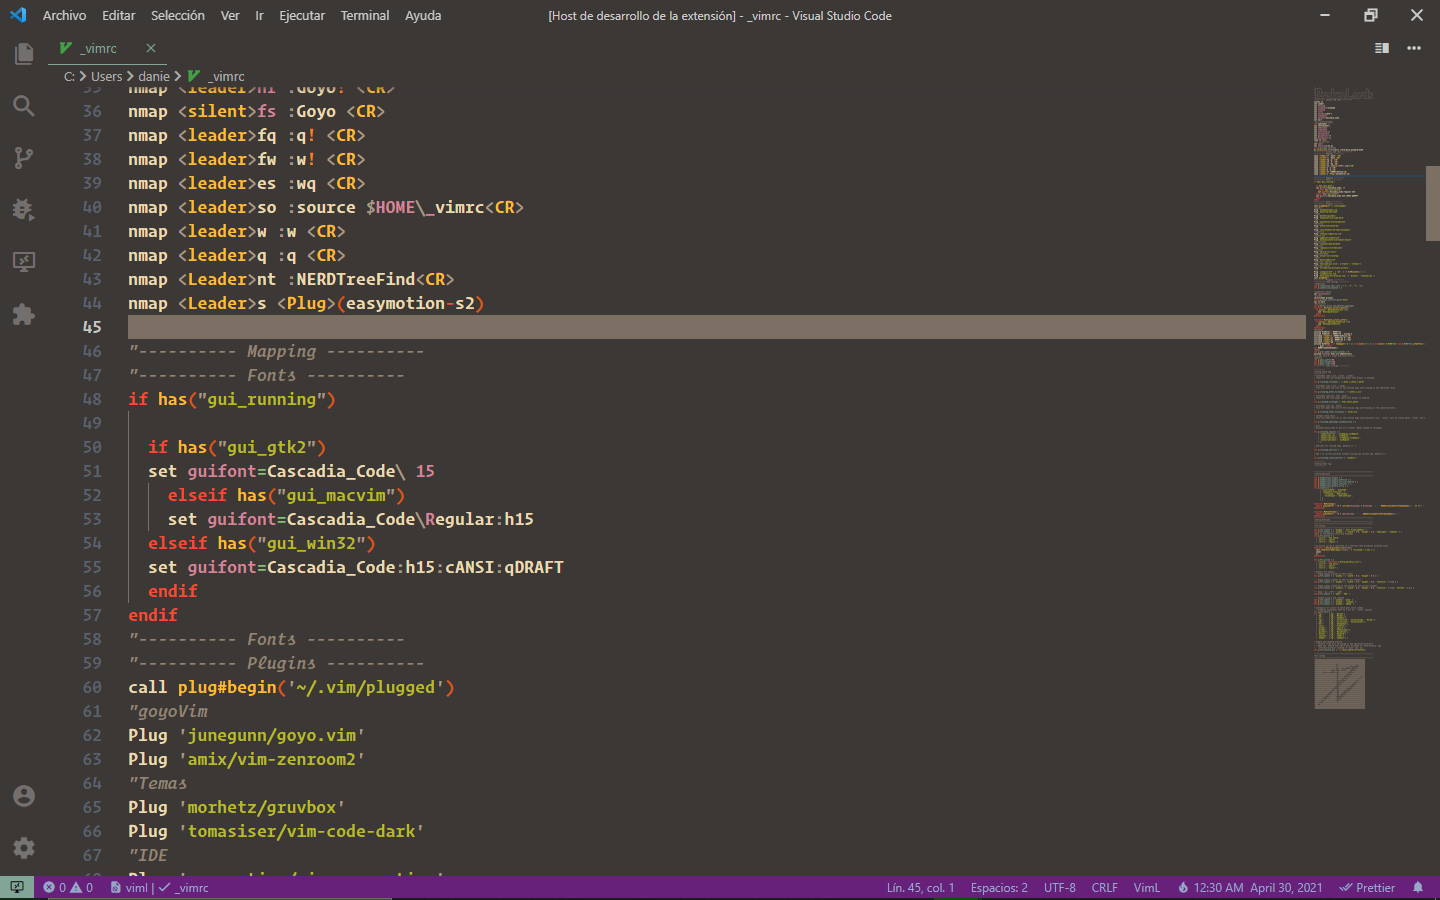 Archivo Editar Selección Ver Ir Ejecutar Terminal Ayuda [Host de desarrollo de la extensión] - _vimrc - Visual Studio Code
_vimrc
C: > Users > danie > _vimrc
36 nmap <silent>fs :Goyo <CR>
37 nmap <leader>fq :q! <CR>
38 nmap <leader>fw :w! <CR>
39 nmap <leader>es :wq <CR>
40 nmap <leader>so :source $HOME\_vimrc<CR>
41 nmap <leader>w :w <CR>
42 nmap <leader>q :q <CR>
43 nmap <Leader>nt :NERDTreeFind<CR>
44 nmap <Leader>s <Plug>(easymotion-s2)
45
46 "---------- Mapping ----------
47 "---------- Fonts ----------
48 if has("gui_running")
49
50 if has("gui_gtk2")
51 set guifont=Cascadia_Code\ 15
52 elseif has("gui_macvim")
53 set guifont=Cascadia_Code\Regular:h15
54 elseif has("gui_win32")
55 set guifont=Cascadia_Code:h15:cANSI:qDRAFT
56 endif
57 endif
58 "---------- Fonts ----------
59 "---------- Plugins ----------
60 call plug#begin('~/.vim/plugged')
61 "goyoVim
62 Plug 'junegunn/goyo.vim'
63 Plug 'amix/vim-zenroom2'
64 "Temas
65 Plug 'morhetz/gruvbox'
66 Plug 'tomasiser/vim-code-dark'
67 "IDE
0 0 viml | _vimrc Lín. 45, col. 1 Espacios: 2 UTF-8 CRLF VimL 12:30 AM April 30, 2021 Prettier